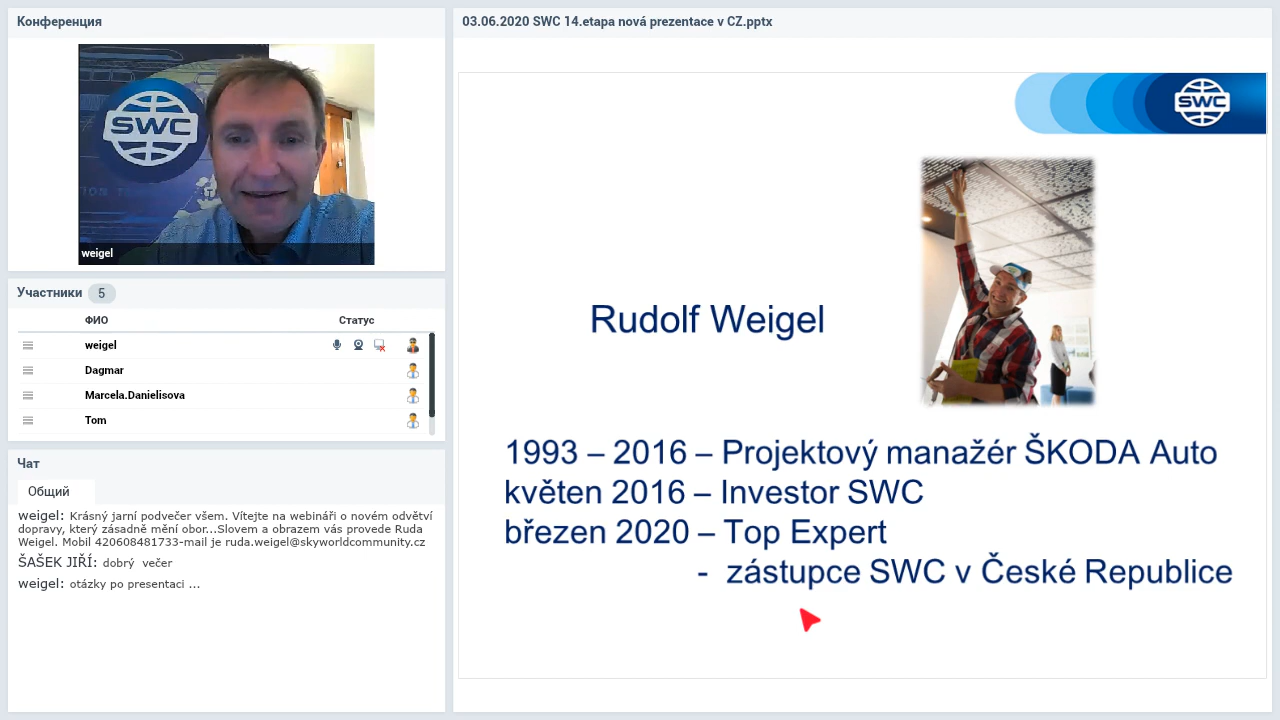 Конференция
SWC
weigel
Участники 5
ФИО Статус
weigel
Dagmar
Marcela.Danielisova
Tom
Чат
Общий
weigel: Krásný jarní podvečer všem. Vítejte na webináři o novém odvětví
dopravy, který zásadně mění obor...Slovem a obrazem vás provede Ruda
Weigel. Mobil 420608481733-mail je ruda.weigel@skyworldcommunity.cz
ŠAŠEK JIŘÍ: dobrý večer
weigel: otázky po presentaci ...
03.06.2020 SWC 14.etapa nová prezentace v CZ.pptx
SWC
Rudolf Weigel
1993 – 2016 – Projektový manažér ŠKODA Auto
květen 2016 – Investor SWC
březen 2020 – Top Expert
- zástupce SWC v České Republice